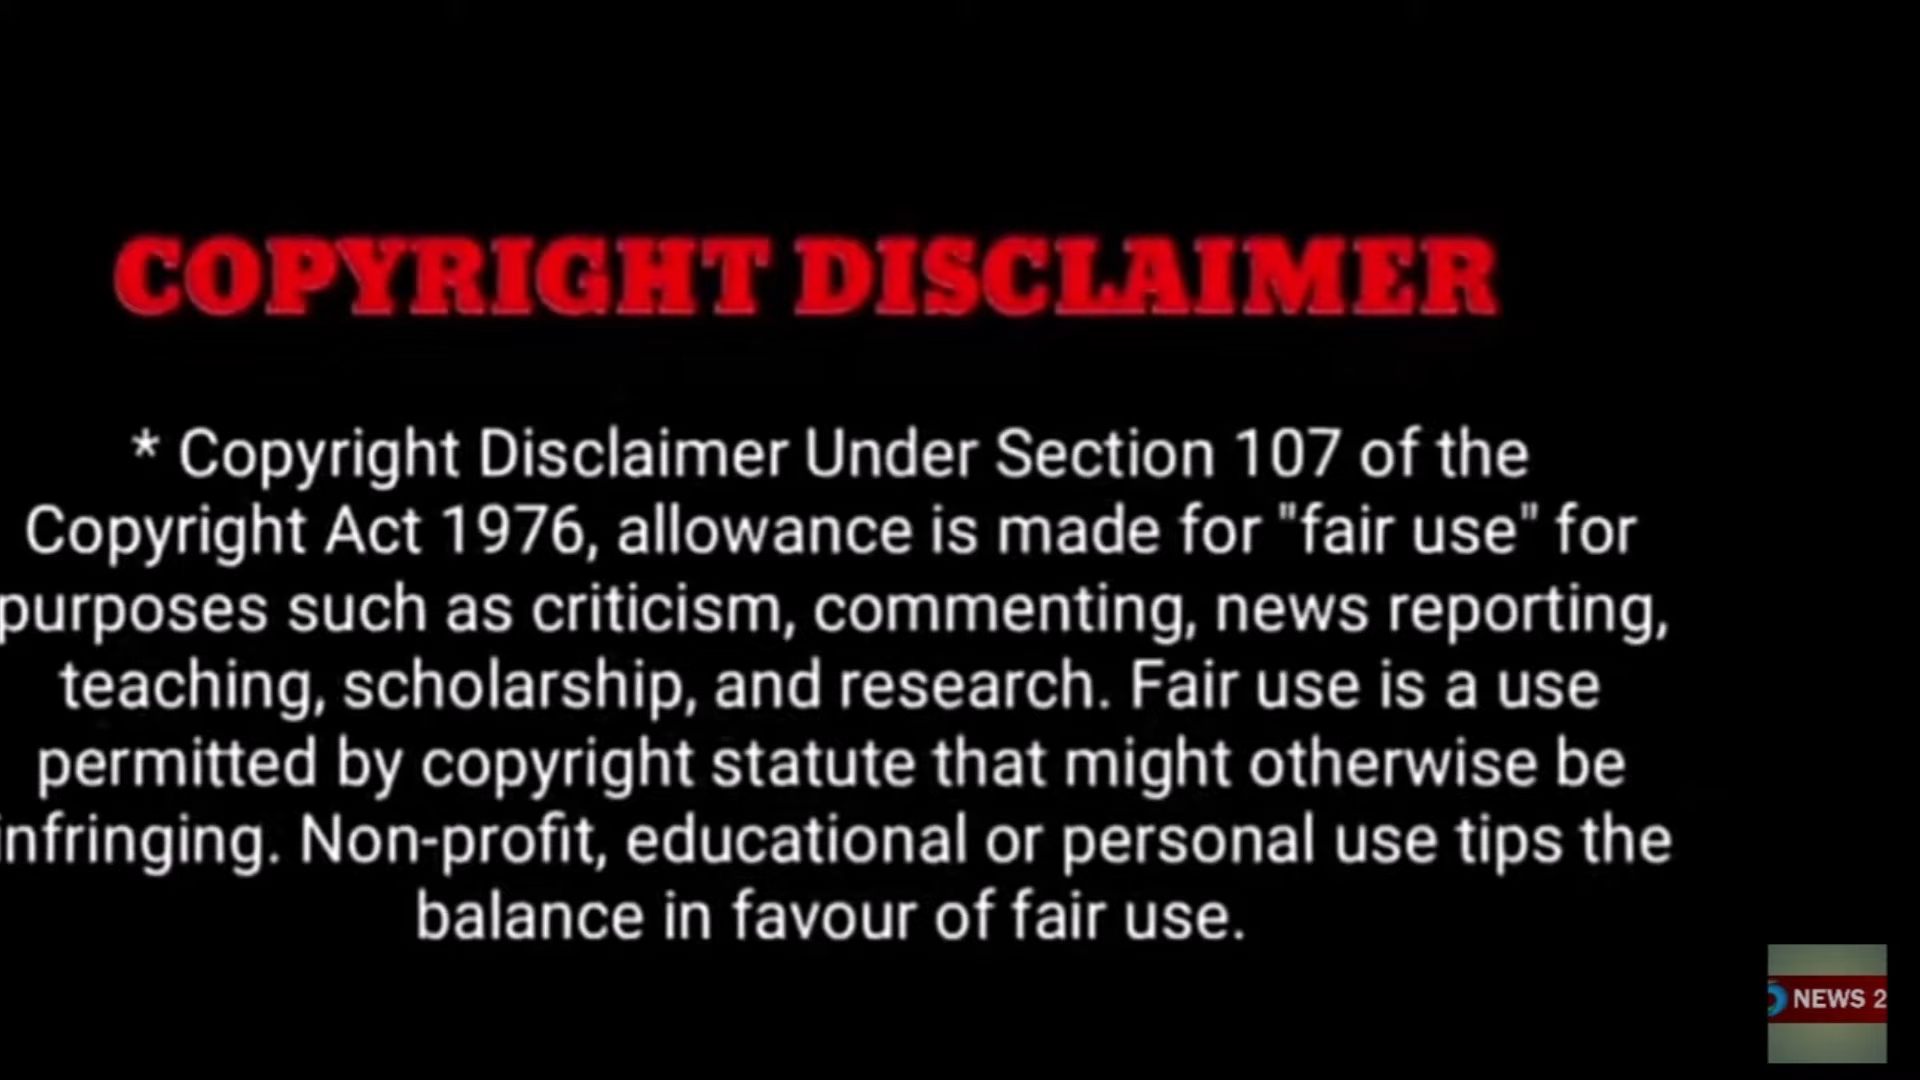 COPYRIGHT DISCLAIMER
* Copyright Disclaimer Under Section 107 of the
Copyright Act 1976, allowance is made for "fair use" for
purposes such as criticism, commenting, news reporting,
teaching, scholarship, and research. Fair use is a use
permitted by copyright statute that might otherwise be
infringing. Non-profit, educational or personal use tips the
balance in favour of fair use.
NEWS 2